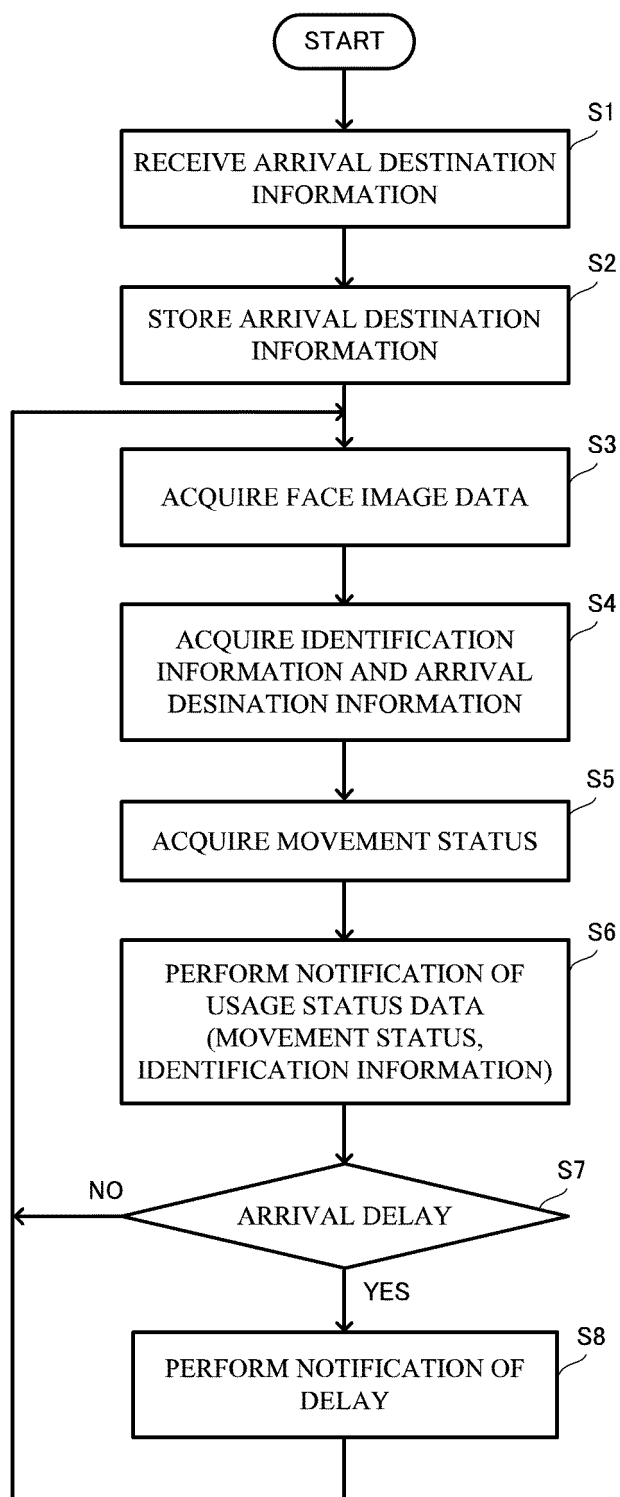 START
S1
RECEIVE ARRIVAL DESTINATION
INFORMATION
S2
STORE ARRIVAL DESTINATION
INFORMATION
S3
ACQUIRE FACE IMAGE DATA
S4
ACQUIRE IDENTIFICATION
INFORMATION AND ARRIVAL
DESINATION INFORMATION
S5
ACQUIRE MOVEMENT STATUS
S6
PERFORM NOTIFICATION OF
USAGE STATUS DATA
(MOVEMENT STATUS,
IDENTIFICATION INFORMATION)
S7
NO
ARRIVAL DELAY
YES
S8
PERFORM NOTIFICATION OF
DELAY